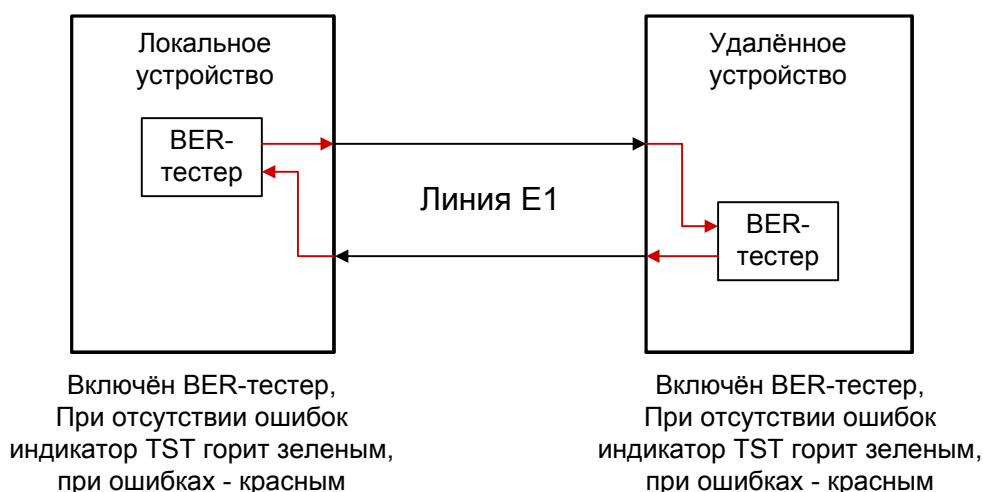 Локальное
устройство
BER-
тестер
Линия E1
Удалённое
устройство
BER-
тестер
Включён BER-тестер,
При отсутствии ошибок
индикатор TST горит зеленым,
при ошибках - красным
Включён BER-тестер,
При отсутствии ошибок
индикатор TST горит зеленым,
при ошибках - красным